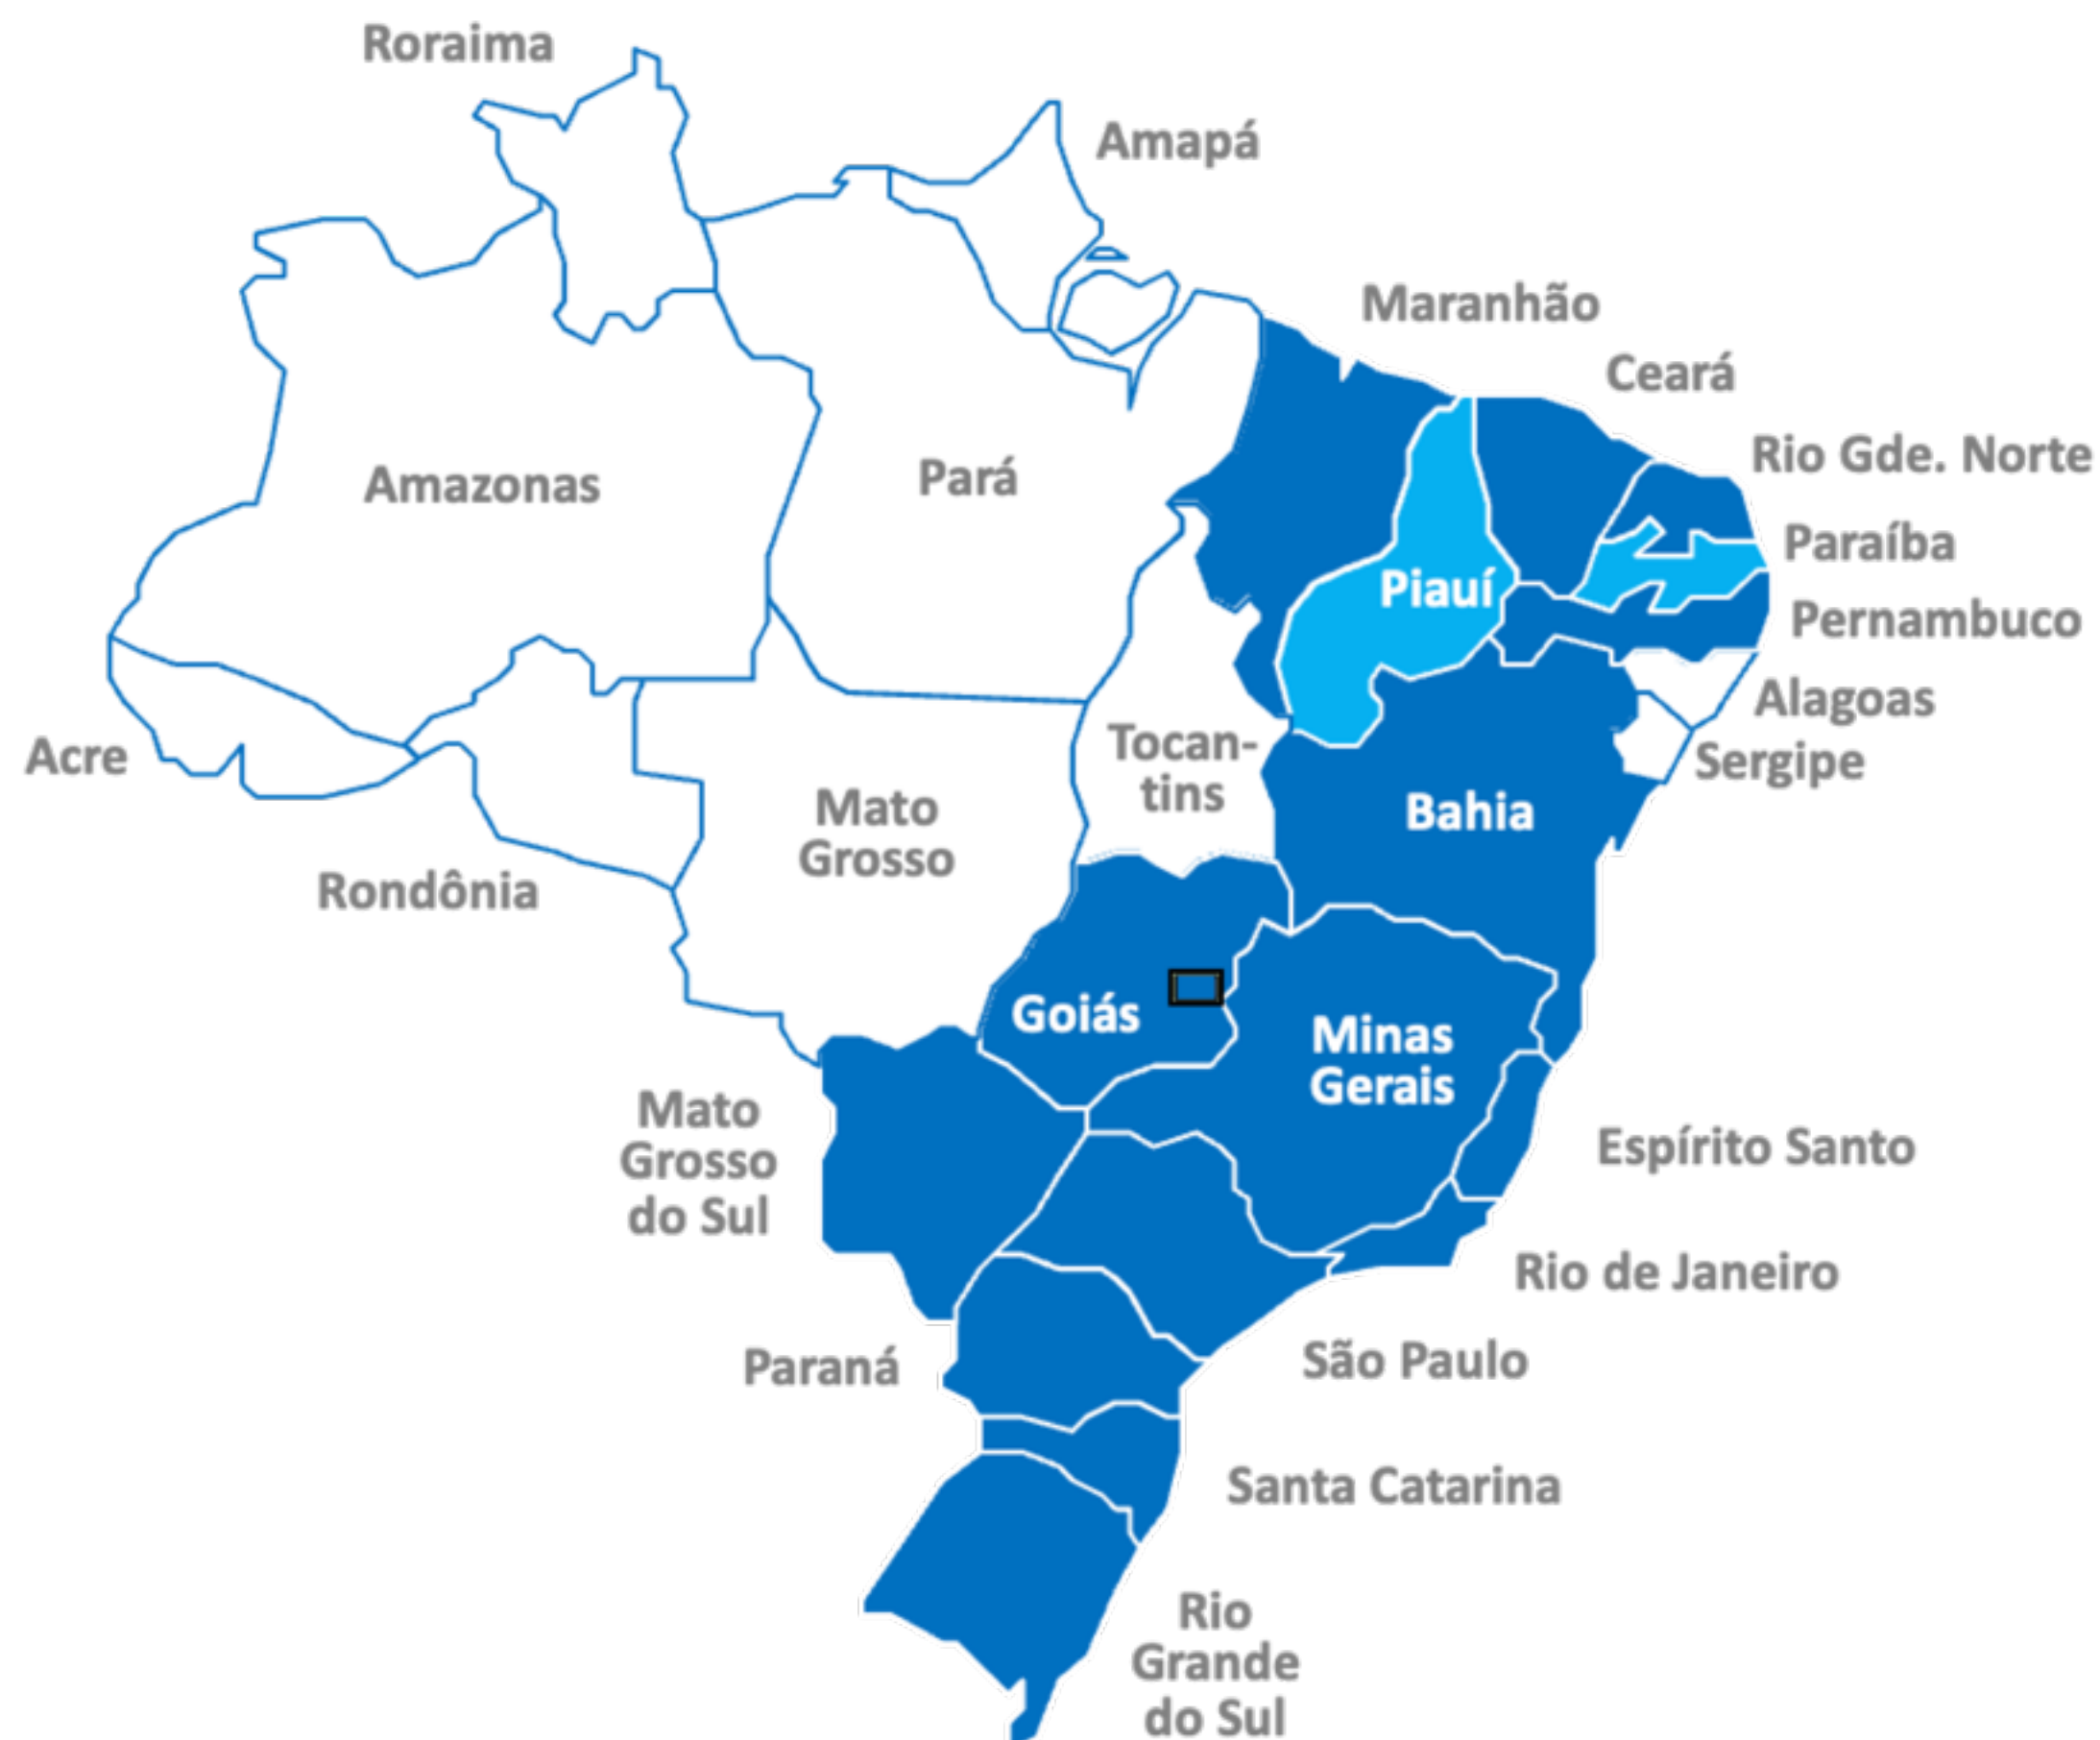 Roraima
Amapá
Maranhão
Ceará
Rio Gde. Norte
Amazonas
Pará
Paraíba
Piauí
Pernambuco
Alagoas
Acre
Tocan-
tins
Sergipe
Mato
Grosso
Bahia
Rondônia
Goiás
Minas
Gerais
Mato
Grosso
do Sul
Espírito Santo
Rio de Janeiro
Paraná
São Paulo
Santa Catarina
Rio
Grande
do Sul